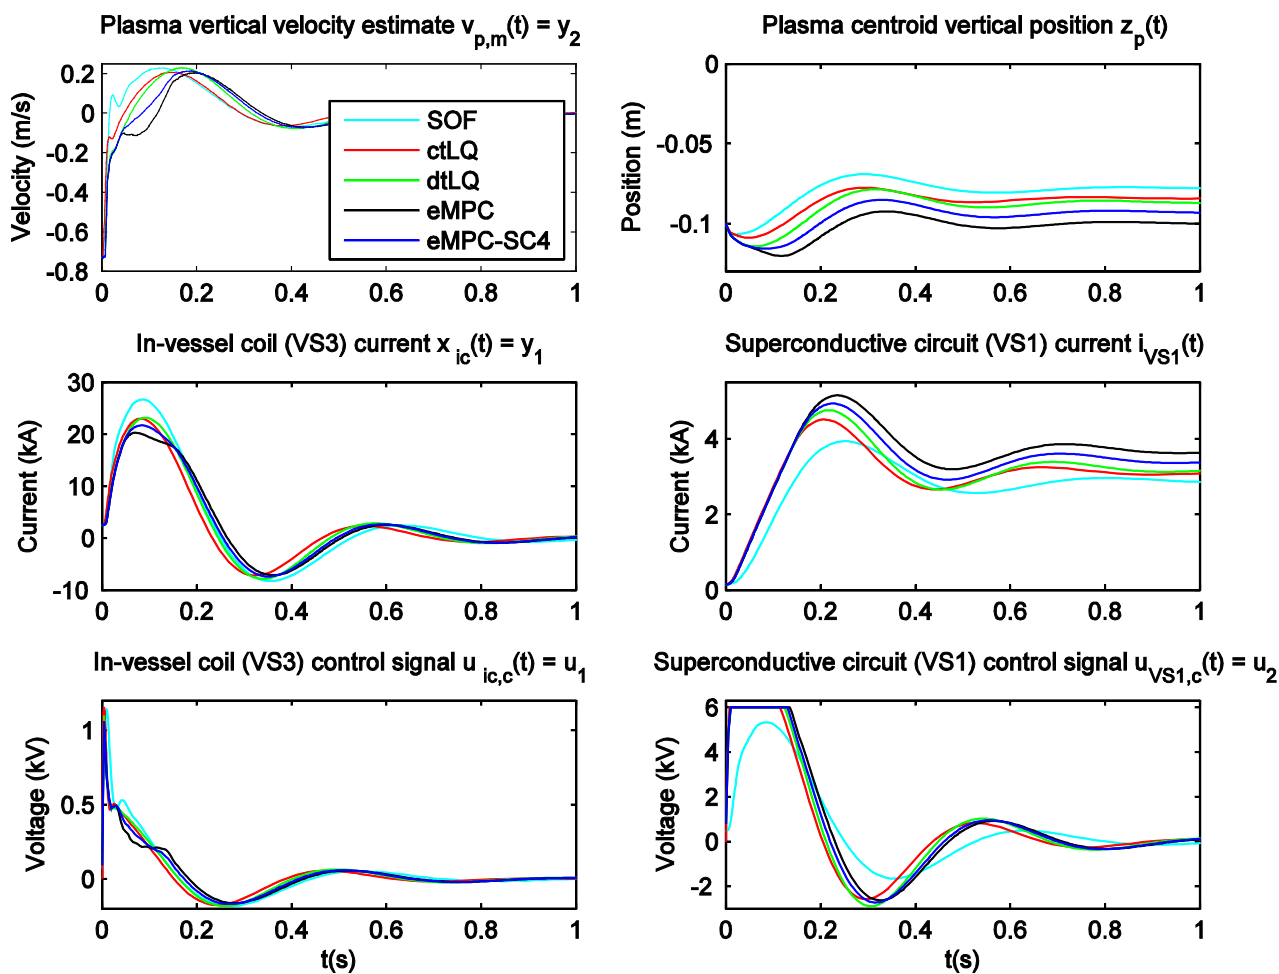 Plasma vertical velocity estimate v_p,m(t) = y_2
Velocity (m/s)
0.2
0
-0.2
-0.4
-0.6
-0.8
0 0.2 0.4 0.6 0.8 1
SOF
ctLQ
dtLQ
eMPC
eMPC-SC4
Plasma centroid vertical position z_p(t)
Position (m)
0
-0.05
-0.1
0 0.2 0.4 0.6 0.8 1
In-vessel coil (VS3) current x_ic(t) = y_1
Current (kA)
30
20
10
0
-10
0 0.2 0.4 0.6 0.8 1
Superconductive circuit (VS1) current i_VS1(t)
Current (kA)
4
2
0
0 0.2 0.4 0.6 0.8 1
In-vessel coil (VS3) control signal u_ic,c(t) = u_1
Voltage (kV)
1
0.5
0
0 0.2 0.4 0.6 0.8 1
t(s)
Superconductive circuit (VS1) control signal u_VS1,c(t) = u_2
Voltage (kV)
6
4
2
0
-2
0 0.2 0.4 0.6 0.8 1
t(s)